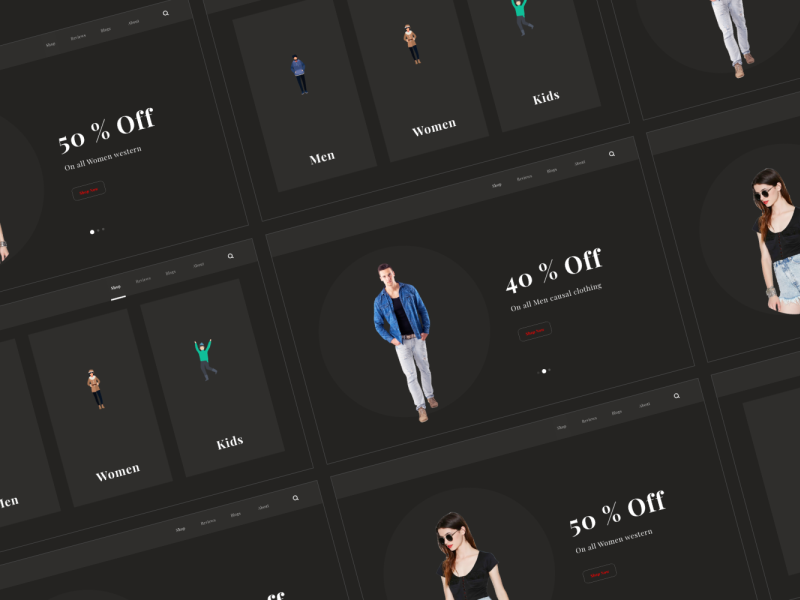 Shop Reviews Blogs About
50 % Off
On all Women western
Shop Now
Men
Women
Kids
Shop Reviews Blogs About
40 % Off
On all Men causal clothing
Shop Now
Shop Reviews Blogs About
Men
Women
Kids
Shop Reviews Blogs About
50 % Off
On all Women western
Shop Now
Shop Reviews Blogs About
Off